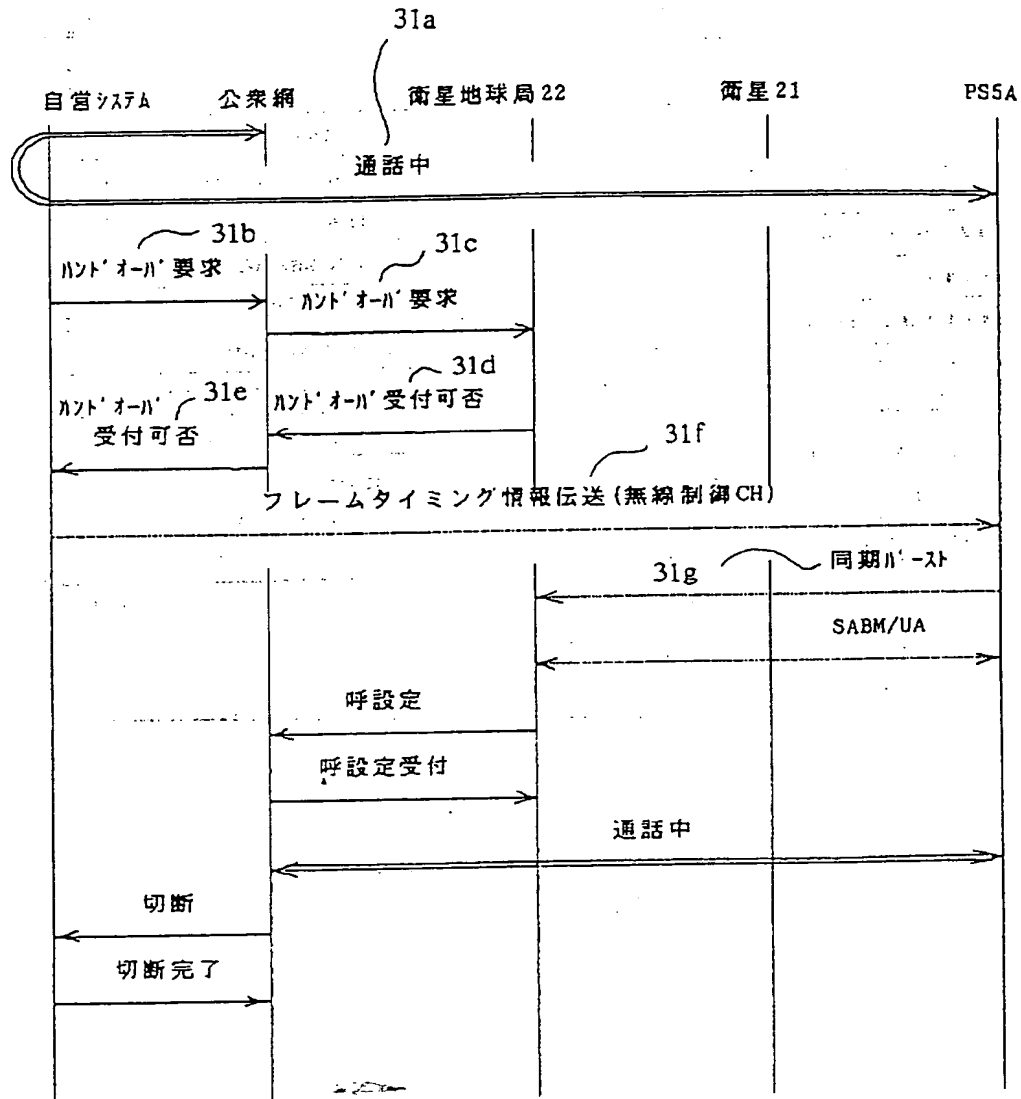 31a
自営システム 公衆網 衛星地球局22 衛星21 PS5A
通話中
31b
ハンドオーバ要求
31c
ハンドオーバ要求
31d
ハンドオーバ受付可否
31e
ハンドオーバ
受付可否
31f
フレームタイミング情報伝送(無線制御CH)
31g 同期バースト
SABM/UA
呼設定
呼設定受付
通話中
切断
切断完了